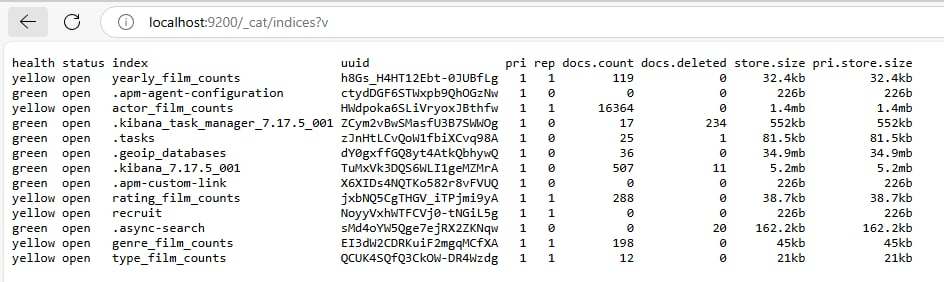 localhost:9200/_cat/indices?v
health status index uuid pri rep docs.count docs.deleted store.size pri.store.size
yellow open yearly_film_counts h8Gs_H4HT12Ebt-0JUBfLg 1 1 119 0 32.4kb 32.4kb
green open .apm-agent-configuration ctydDGF6STWxpb9QhOGzNw 1 0 0 0 226b 226b
yellow open actor_film_counts HWdpoka6SLiVryoxJBthfw 1 1 16364 0 1.4mb 1.4mb
green open .kibana_task_manager_7.17.5_001 ZCym2vBwSMasfU3B7SWWOg 1 0 17 234 552kb 552kb
green open .tasks zJnHtLCvQoW1fbiXCvq98A 1 0 25 1 81.5kb 81.5kb
green open .geoip_databases dY0gxffGQ8yt4AtkQbhywQ 1 0 36 0 34.9mb 34.9mb
green open .kibana_7.17.5_001 TuMxVk3DQS6WLI1geMZMrA 1 0 507 11 5.2mb 5.2mb
green open .apm-custom-link X6XIDs4NQTKo582r8vFVUQ 1 0 0 0 226b 226b
yellow open rating_film_counts jxbNQ5CgTHGV_iTPjmi9yA 1 1 288 0 38.7kb 38.7kb
yellow open recruit NoyyVxhWTFCVj0-tNGiL5g 1 1 0 0 226b 226b
green open .async-search sMd4oYW5Qge7ejRX2ZKNqw 1 0 0 20 162.2kb 162.2kb
yellow open genre_film_counts EI3dW2CDRKuiF2mgqMCfXA 1 1 198 0 45kb 45kb
yellow open type_film_counts QCUK4SQfQ3CkOW-DR4Wzdg 1 1 12 0 21kb 21kb